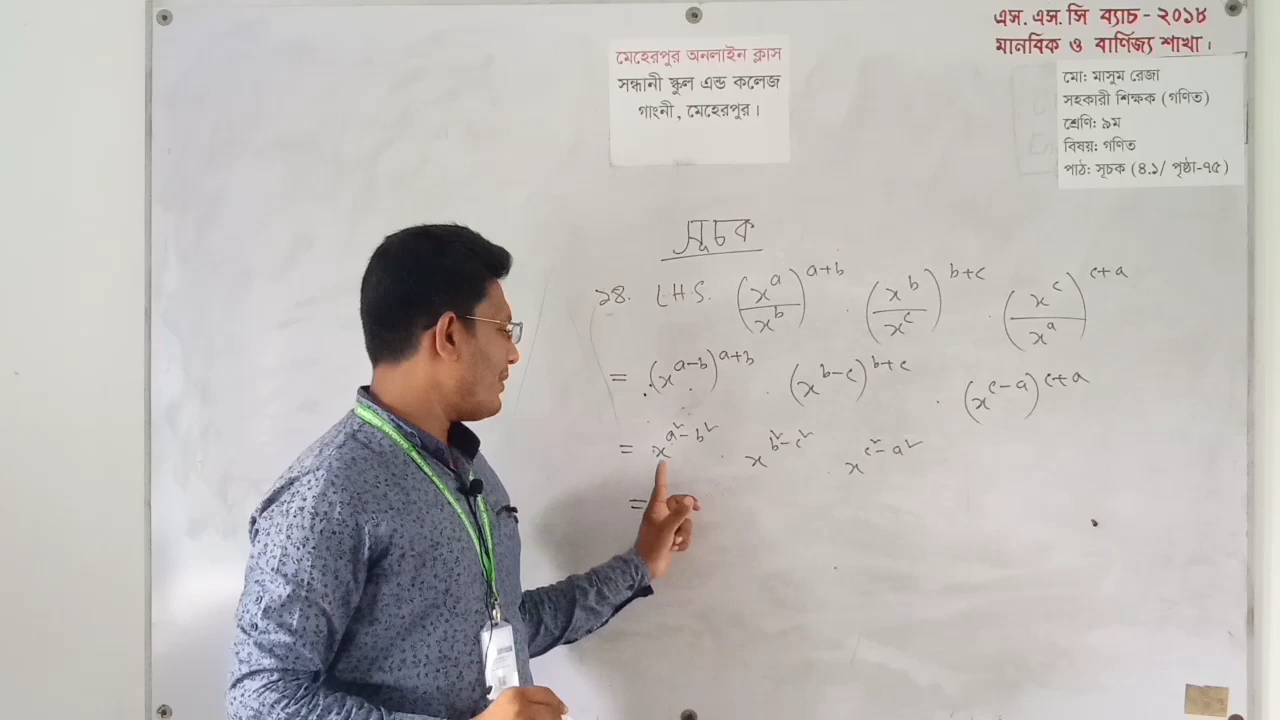 এস. এস. সি ব্যাচ - ২০১৮
মানবিক ও বাণিজ্য শাখা।
মেহেরপুর অনলাইন ক্লাস
সন্ধানী স্কুল এন্ড কলেজ
গাংনী, মেহেরপুর।
মো: মাসুম রেজা
সহকারী শিক্ষক (গণিত)
শ্রেণি: ৯ম
বিষয়: গণিত
পাঠ: সূচক (৪.১/ পৃষ্ঠা-৭৫)
সূচক
১৪. L.H.S. (x^a/x^b)^(a+b) · (x^b/x^c)^(b+c) · (x^c/x^a)^(c+a)
= (x^(a-b))^(a+b) · (x^(b-c))^(b+c) · (x^(c-a))^(c+a)
= x^(a²-b²) · x^(b²-c²) · x^(c²-a²)
=